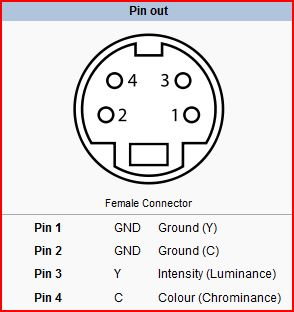 Pin out
4 3
2 1
Female Connector
Pin 1 GND Ground (Y)
Pin 2 GND Ground (C)
Pin 3 Y Intensity (Luminance)
Pin 4 C Colour (Chrominance)